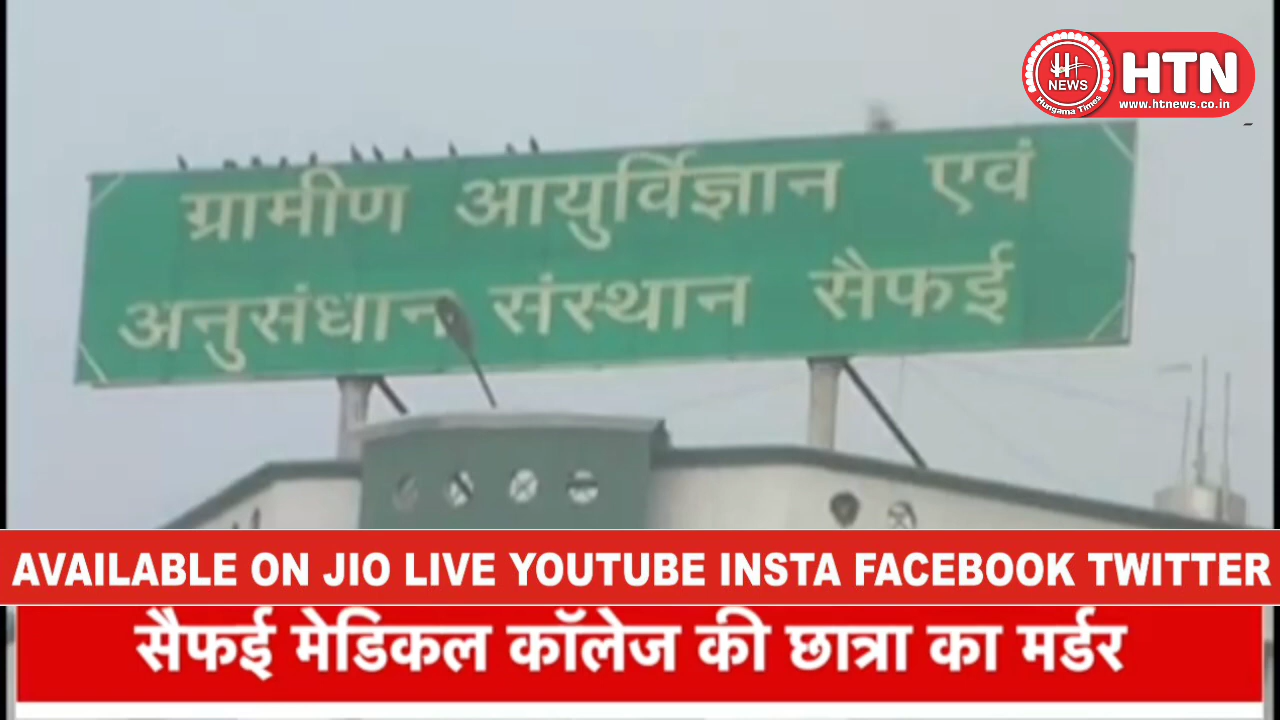 H
NEWS
Hungama Times
HTN
www.htnews.co.in
ग्रामीण आयुर्विज्ञान एवं
अनुसंधान संस्थान सैफई
AVAILABLE ON JIO LIVE YOUTUBE INSTA FACEBOOK TWITTER
सैफई मेडिकल कॉलेज की छात्रा का मर्डर